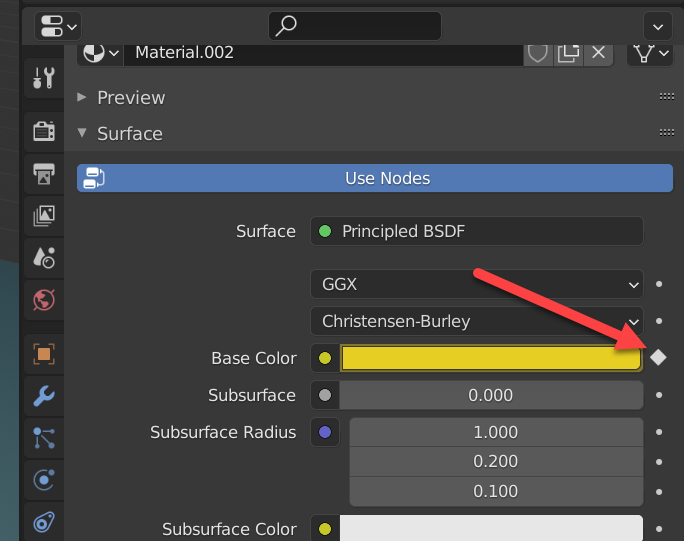 Material.002
Preview
Surface
Use Nodes
Surface Principled BSDF
GGX
Christensen-Burley
Base Color
Subsurface 0.000
Subsurface Radius 1.000
0.200
0.100
Subsurface Color